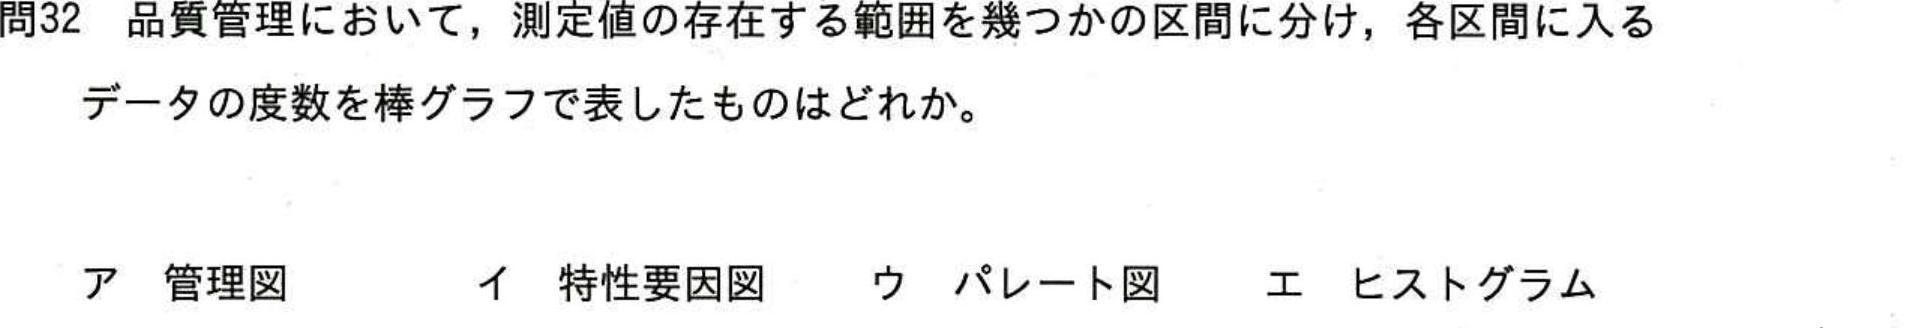 問32　品質管理において，測定値の存在する範囲を幾つかの区間に分け，各区間に入る
データの度数を棒グラフで表したものはどれか。
ア　管理図　イ　特性要因図　ウ　パレート図　エ　ヒストグラム